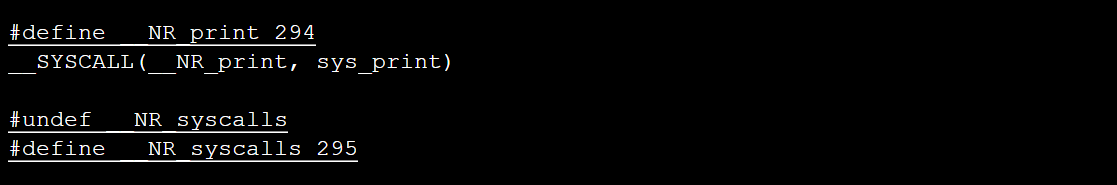 #define __NR_print 294
__SYSCALL(__NR_print, sys_print)
#undef __NR_syscalls
#define __NR_syscalls 295